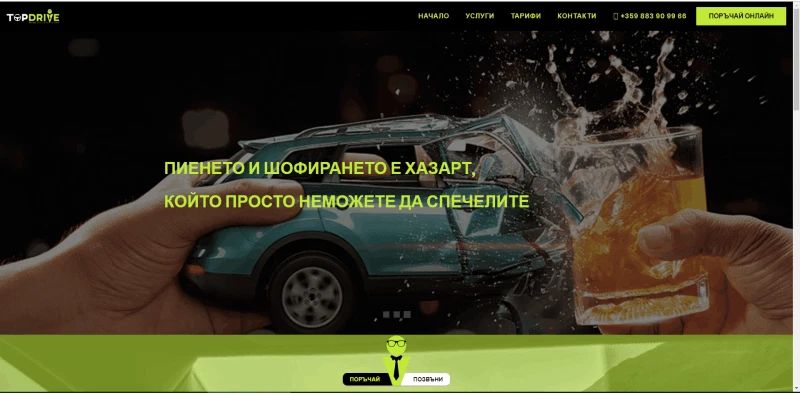 TOPDRIVE
НАЧАЛО УСЛУГИ ТАРИФИ КОНТАКТИ +359 883 90 99 66 ПОРЪЧАЙ ОНЛАЙН
ПИЕНЕТО И ШОФИРАНЕТО Е ХАЗАРТ,
КОЙТО ПРОСТО НЕМОЖЕТЕ ДА СПЕЧЕЛИТЕ
ПОРЪЧАЙ ПОЗВЪНИ